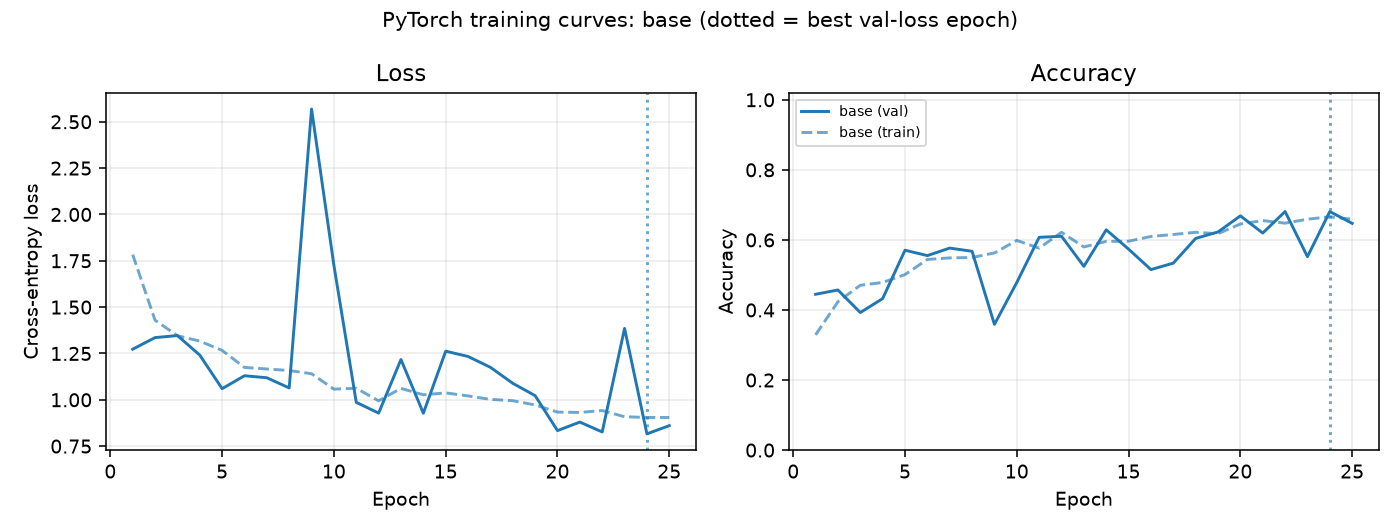 PyTorch training curves: base (dotted = best val-loss epoch)
Loss
Cross-entropy loss
2.50
2.25
2.00
1.75
1.50
1.25
1.00
0.75
0 5 10 15 20 25
Epoch
Accuracy
base (val)
base (train)
Accuracy
1.0
0.8
0.6
0.4
0.2
0.0
0 5 10 15 20 25
Epoch